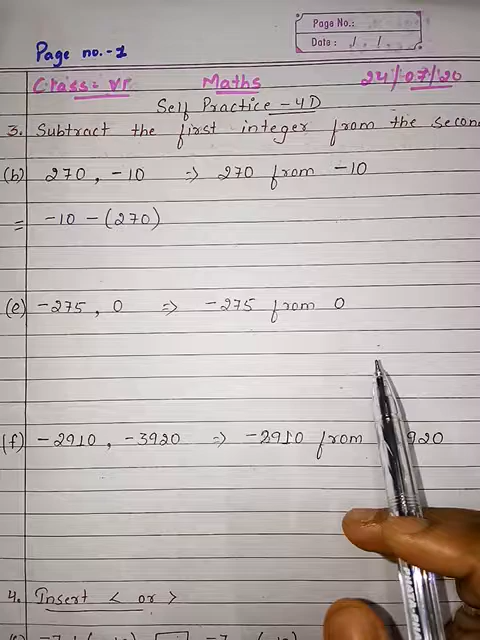 Page No.:
Date: / /
Page no.-1
Class: VI Maths 24/07/20
Self Practice - 4D
3. Subtract the first integer from the second
(b) 270, -10 ⇒ 270 from -10
= -10 - (270)
(e) -275, 0 ⇒ -275 from 0
(f) -2910, -3920 ⇒ -2910 from 920
4. Insert < or >